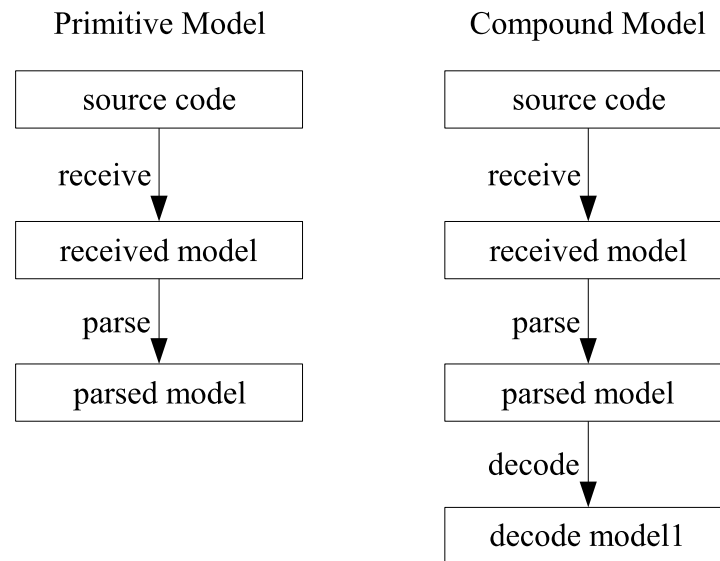 Primitive Model
source code
receive
received model
parse
parsed model
Compound Model
source code
receive
received model
parse
parsed model
decode
decode model1